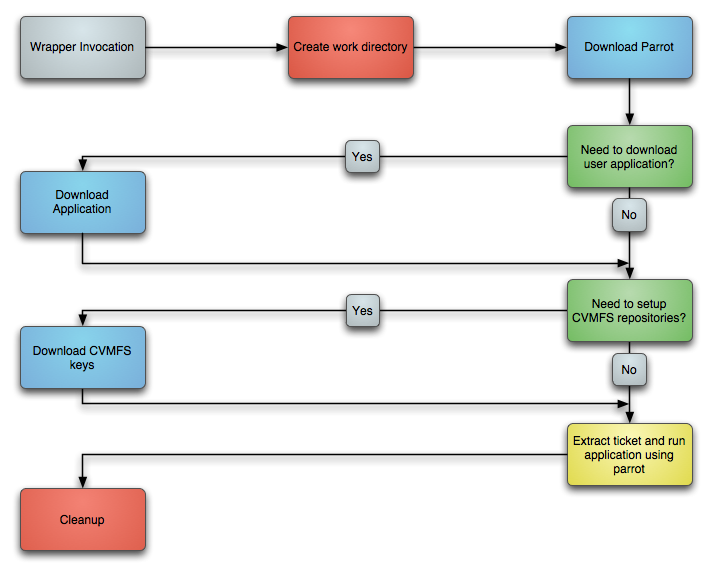 Wrapper Invocation
Create work directory
Download Parrot
Need to download
user application?
Yes
Download
Application
No
Need to setup
CVMFS repositories?
Yes
Download CVMFS
keys
No
Extract ticket and run
application using
parrot
Cleanup